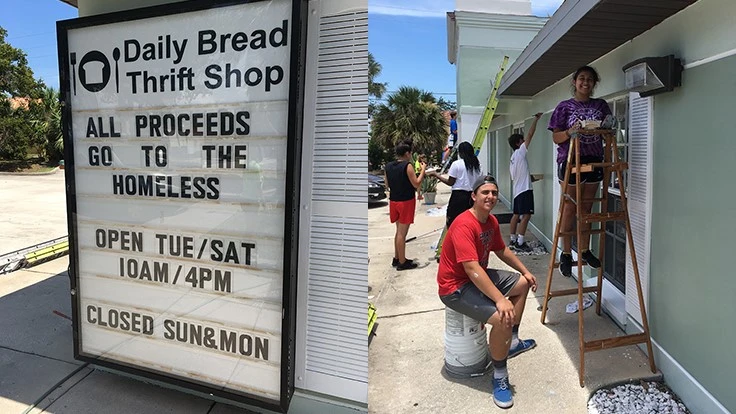 Daily Bread
Thrift Shop
ALL PROCEEDS
GO TO THE
HOMELESS
OPEN TUE/SAT
10AM/4PM
CLOSED SUN&MON